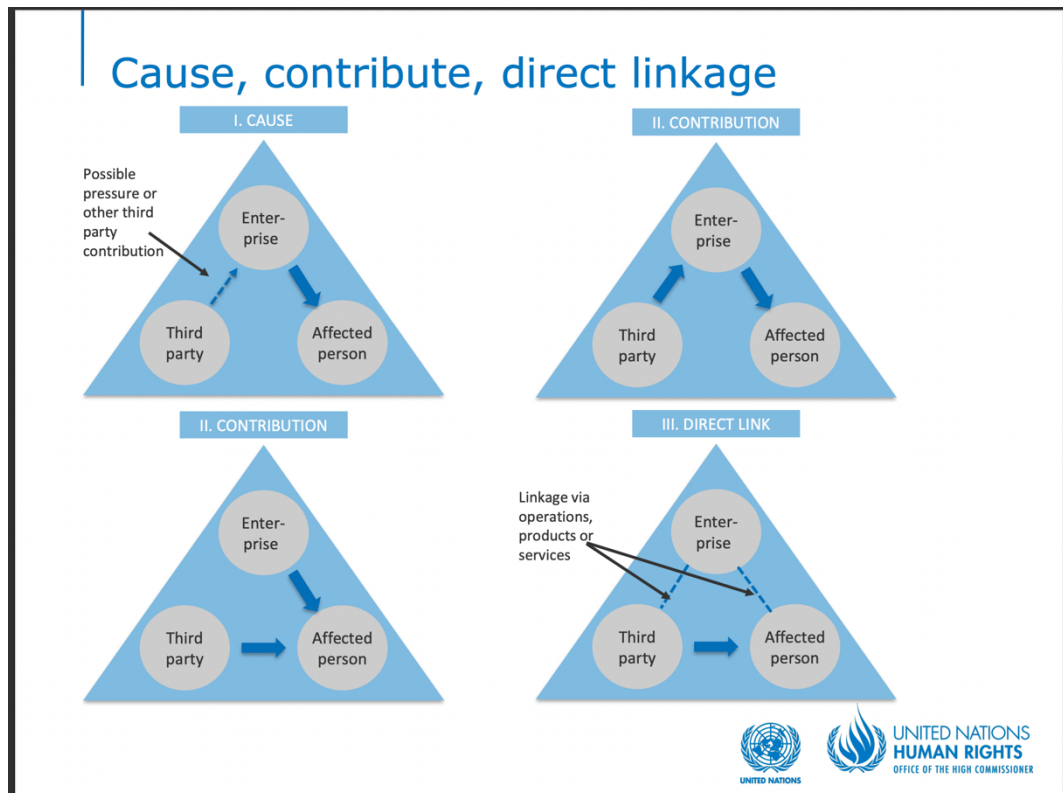 Cause, contribute, direct linkage
I. CAUSE
Possible
pressure or
other third
party
contribution
Enter-
prise
Third
party
Affected
person
II. CONTRIBUTION
Enter-
prise
Third
party
Affected
person
II. CONTRIBUTION
Enter-
prise
Third
party
Affected
person
III. DIRECT LINK
Linkage via
operations,
products or
services
Enter-
prise
Third
party
Affected
person
UNITED NATIONS
UNITED NATIONS
HUMAN RIGHTS
OFFICE OF THE HIGH COMMISSIONER